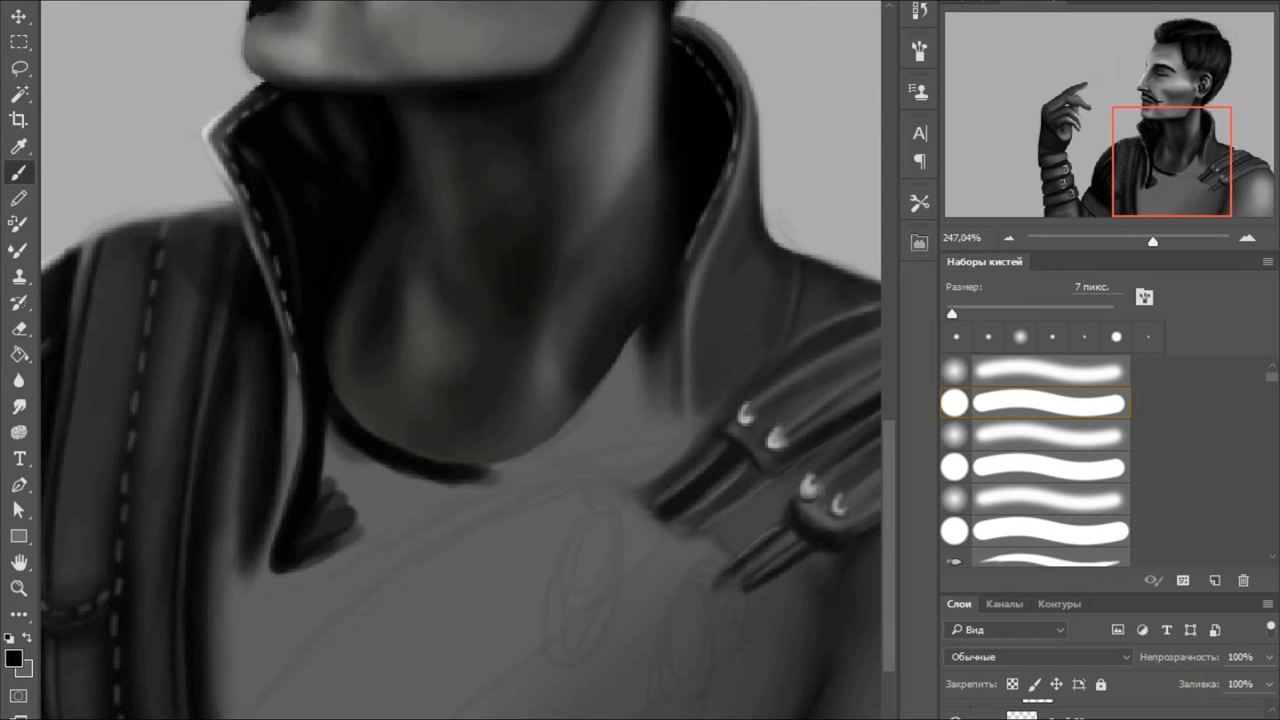 247,04%
Наборы кистей
Размер:
7 пикс.
Слои
Каналы
Контуры
Вид
Обычные
Непрозрачность:
100%
Закрепить:
Заливка:
100%